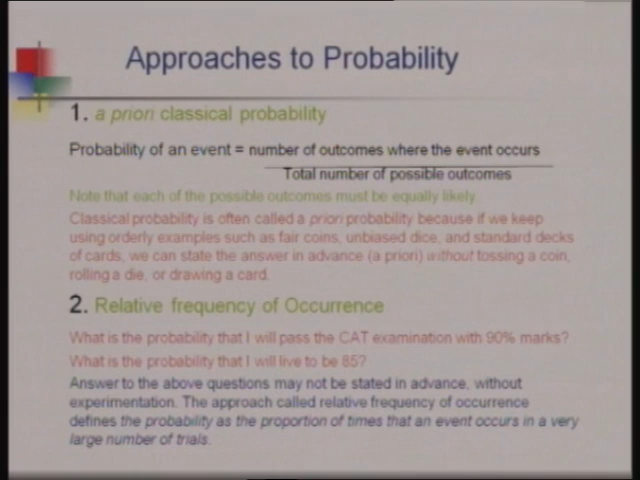 Approaches to Probability
1. a priori classical probability
Probability of an event = number of outcomes where the event occurs
Total number of possible outcomes
Note that each of the possible outcomes must be equally likely.
Classical probability is often called a priori probability because if we keep
using orderly examples such as fair coins, unbiased dice, and standard decks
of cards, we can state the answer in advance (a priori) without tossing a coin,
rolling a die, or drawing a card.
2. Relative frequency of Occurrence
What is the probability that I will pass the CAT examination with 90% marks?
What is the probability that I will live to be 85?
Answer to the above questions may not be stated in advance, without
experimentation. The approach called relative frequency of occurrence
defines the probability as the proportion of times that an event occurs in a very
large number of trials.